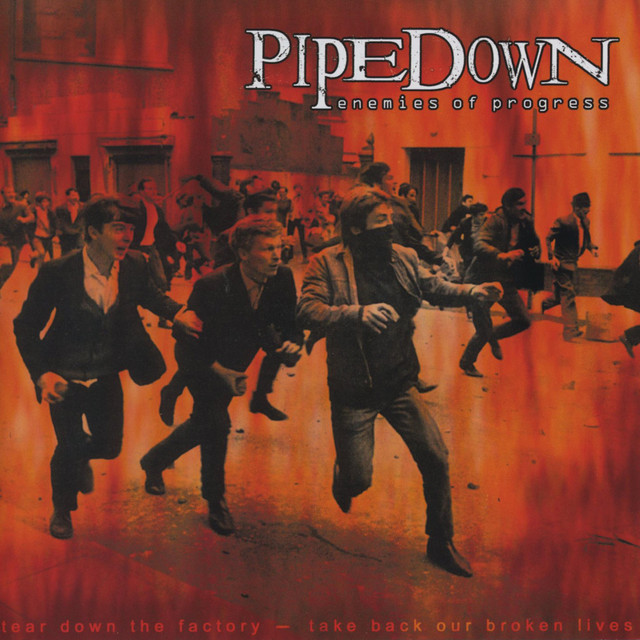 PIPEDOWN
enemies of progress
tear down the factory – take back our broken lives